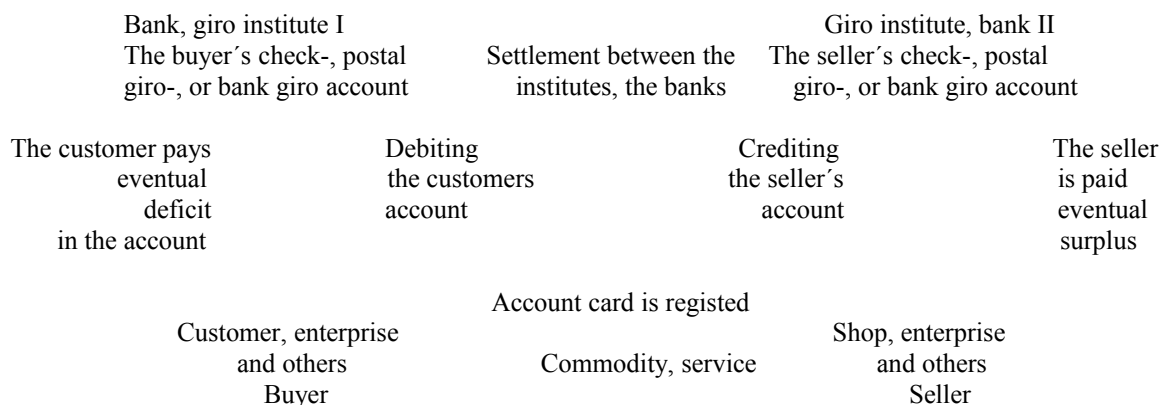 Bank, giro institute I Giro institute, bank II
The buyer´s check-, postal Settlement between the The seller´s check-, postal
giro-, or bank giro account institutes, the banks giro-, or bank giro account
The customer pays Debiting Crediting The seller
eventual the customers the seller´s is paid
deficit account account eventual
in the account surplus
Account card is registed
Customer, enterprise Shop, enterprise
and others Commodity, service and others
Buyer Seller